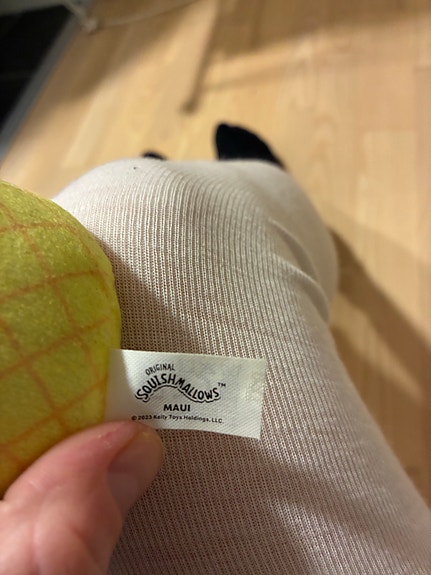 ORIGINAL
SQUISHMALLOWS™
MAUI
© 2023 Kelly Toys Holdings, LLC.